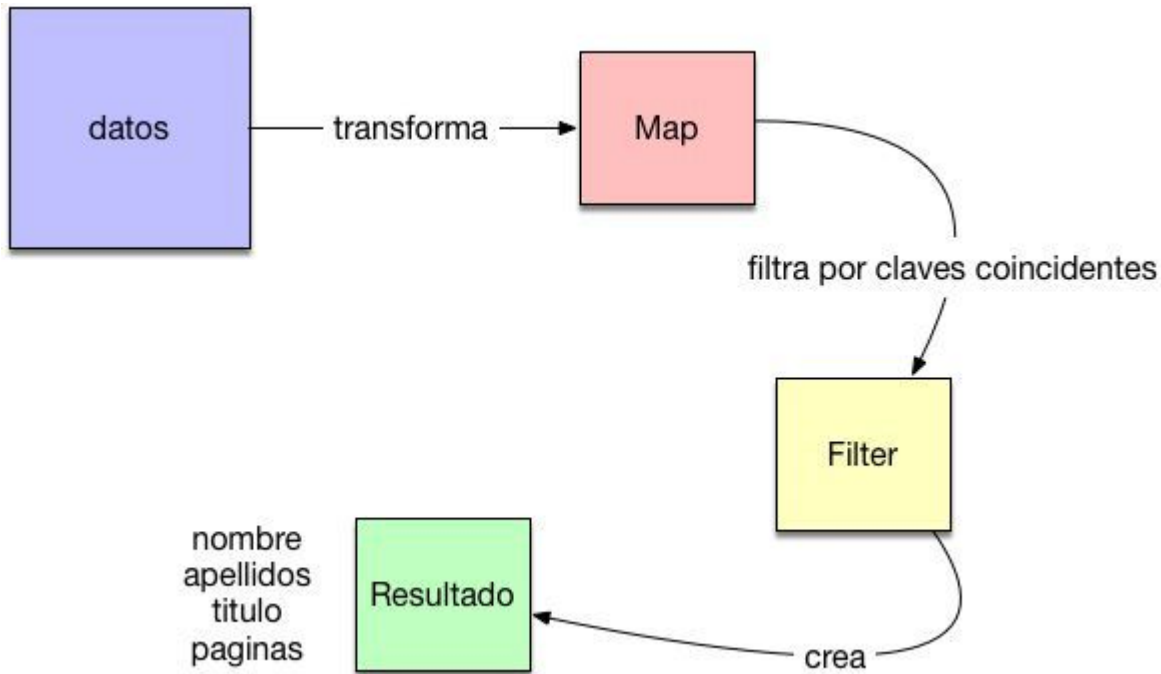 datos
transforma
Map
filtra por claves coincidentes
Filter
nombre
apellidos
titulo
paginas
Resultado
crea